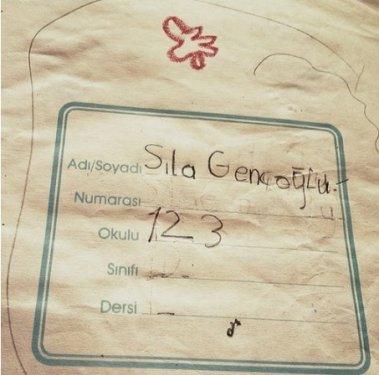 Adı/Soyadı Sıla Gençoğlu
Numarası
Okulu 123
Sınıfı
Dersi